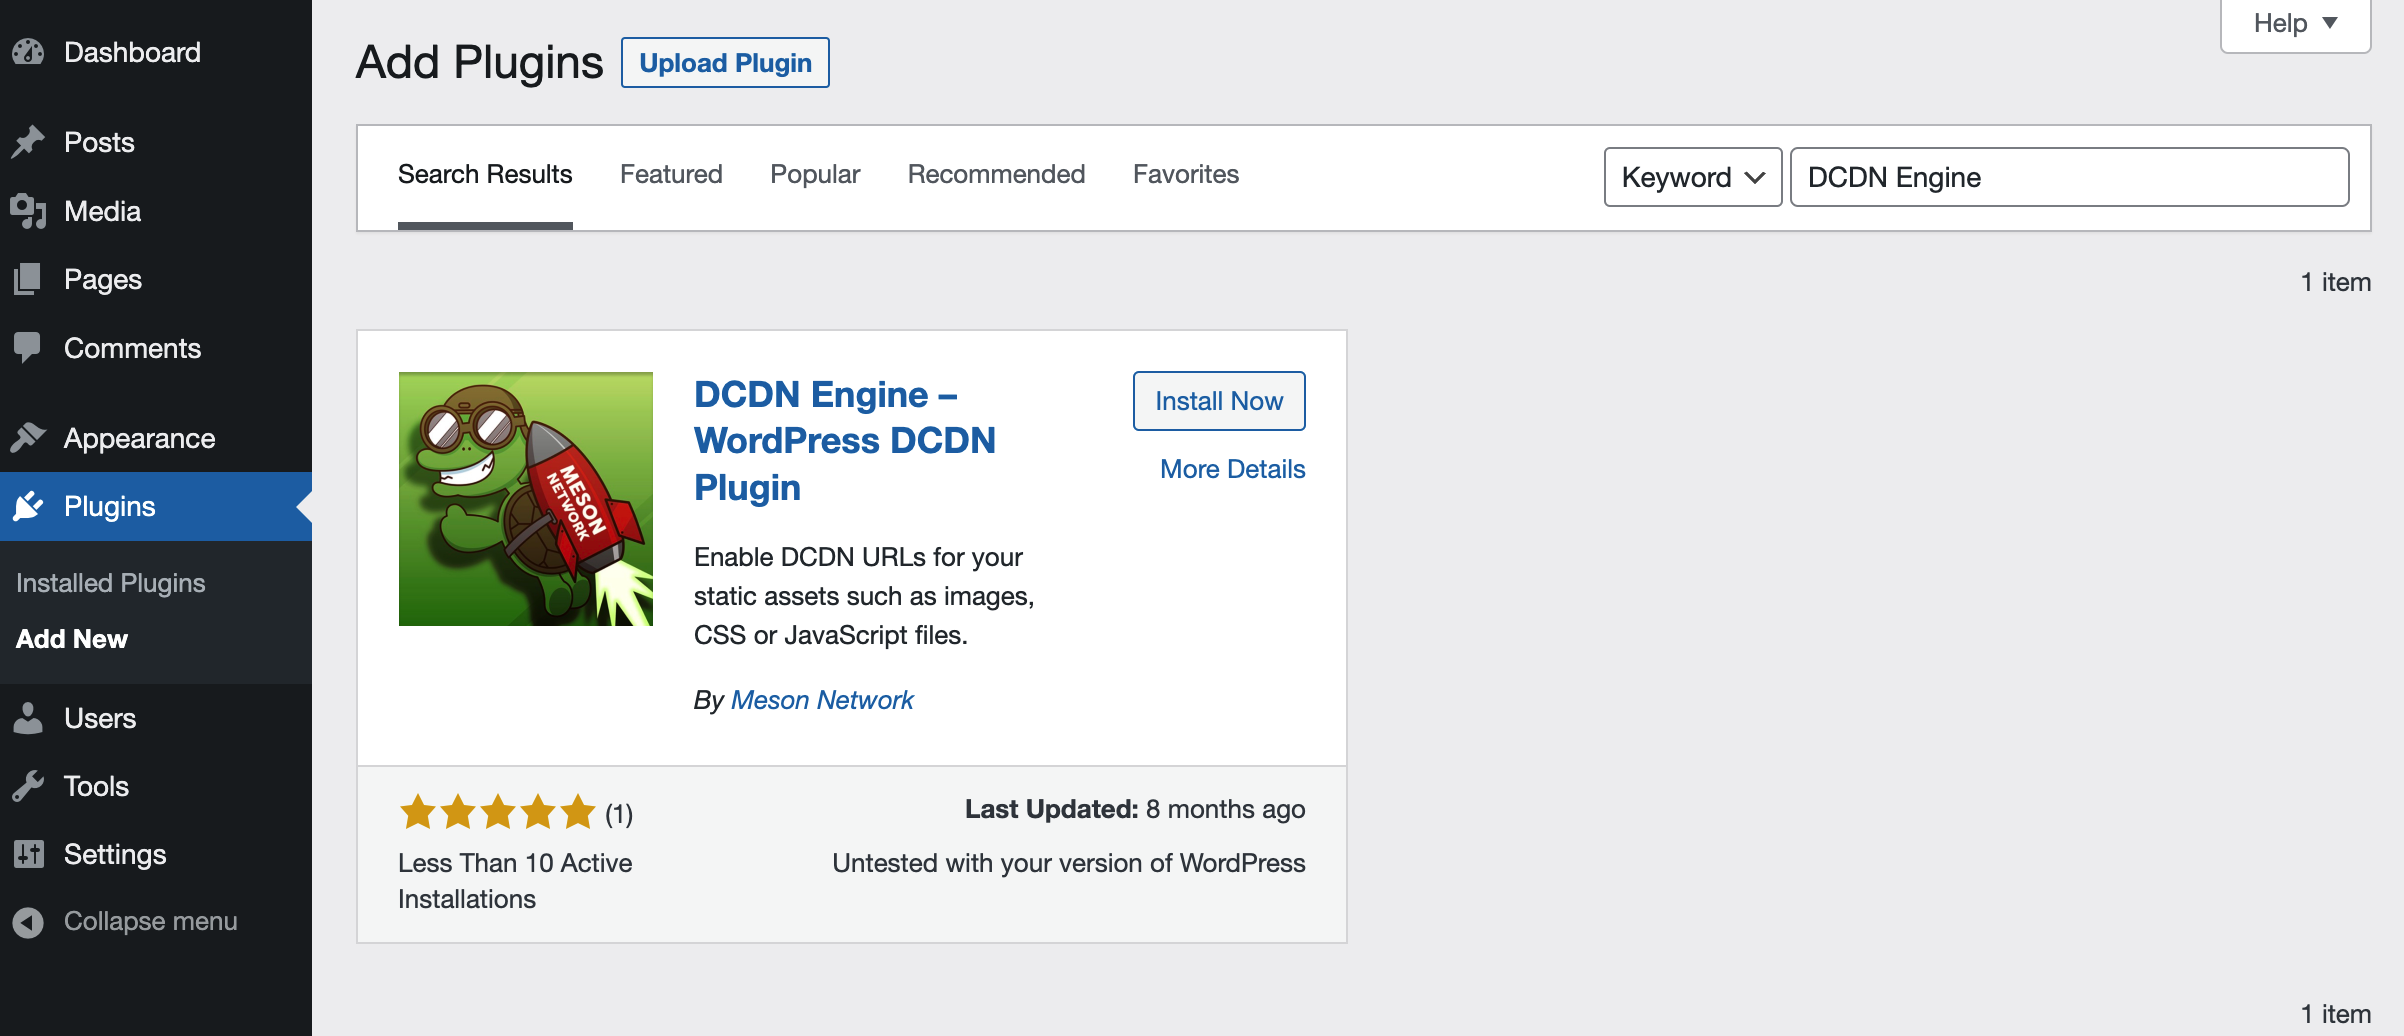 Dashboard
Posts
Media
Pages
Comments
Appearance
Plugins
Installed Plugins
Add New
Users
Tools
Settings
Collapse menu
Help
Add Plugins
Upload Plugin
Search Results
Featured
Popular
Recommended
Favorites
Keyword
DCDN Engine
1 item
MESON
NETWORK
DCDN Engine –
WordPress DCDN
Plugin
Install Now
More Details
Enable DCDN URLs for your
static assets such as images,
CSS or JavaScript files.
By Meson Network
(1)
Less Than 10 Active
Installations
Last Updated: 8 months ago
Untested with your version of WordPress
1 item